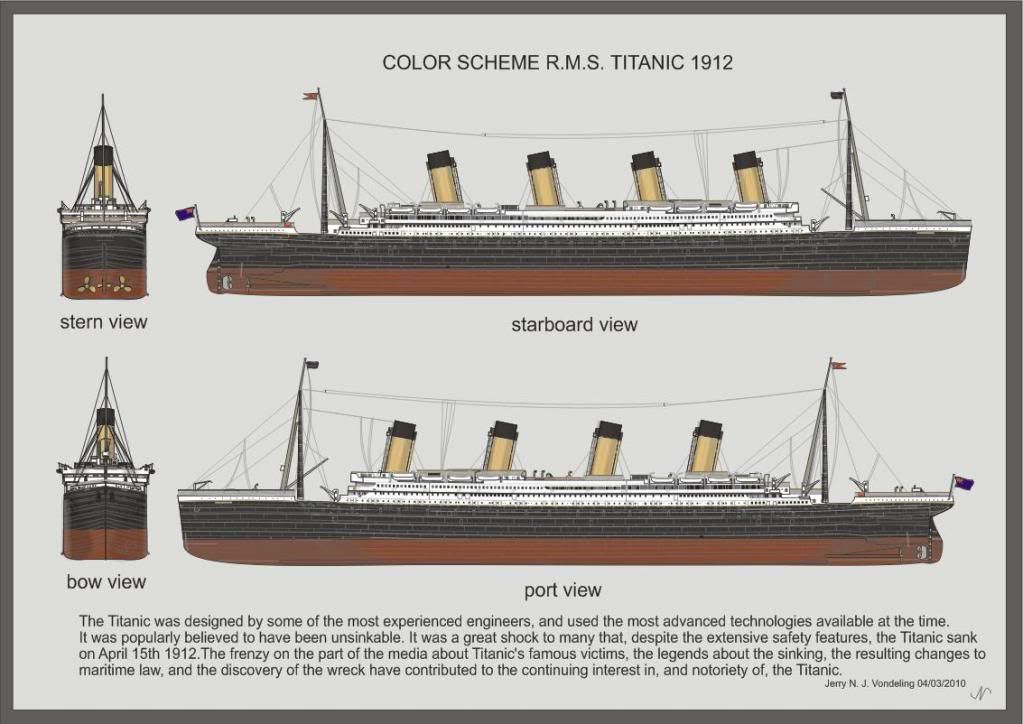 COLOR SCHEME R.M.S. TITANIC 1912
stern view
starboard view
bow view
port view
The Titanic was designed by some of the most experienced engineers, and used the most advanced technologies available at the time.
It was popularly believed to have been unsinkable. It was a great shock to many that, despite the extensive safety features, the Titanic sank
on April 15th 1912.The frenzy on the part of the media about Titanic's famous victims, the legends about the sinking, the resulting changes to
maritime law, and the discovery of the wreck have contributed to the continuing interest in, and notoriety of, the Titanic.
Jerry N. J. Vondeling 04/03/2010